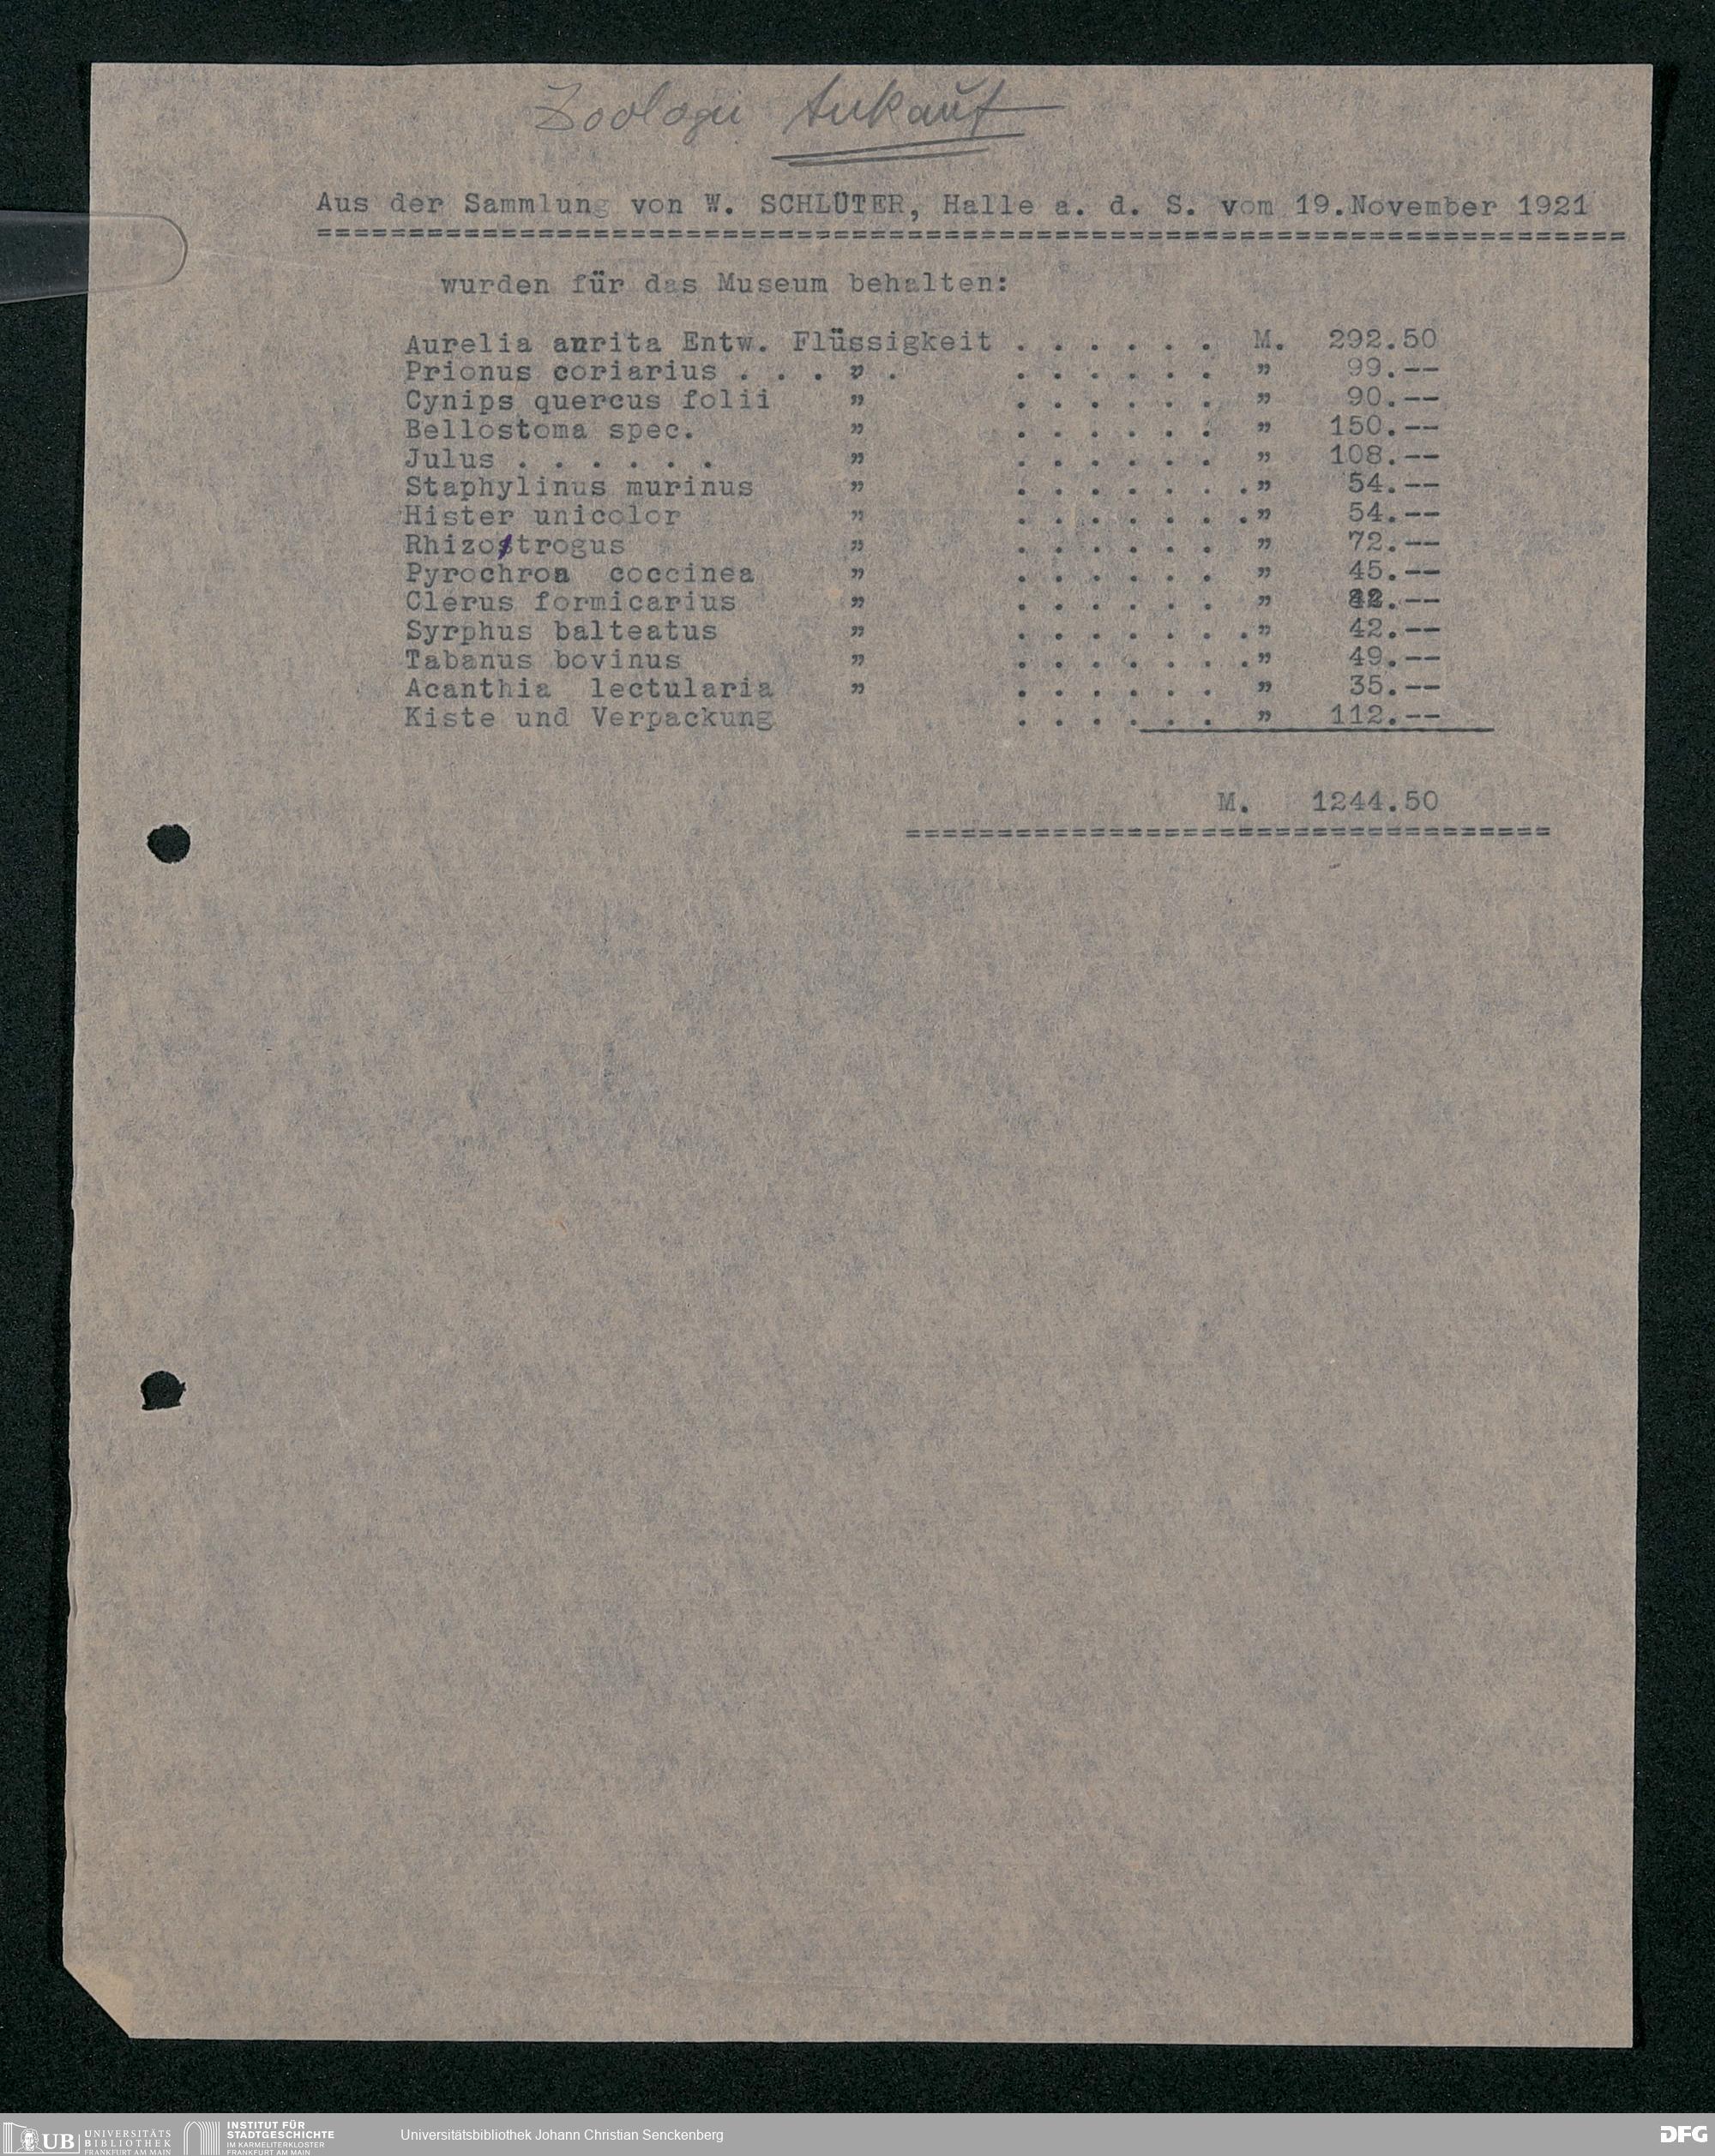 Zoologie Ankauf
Aus der Sammlung von W. SCHLÜTER, Halle a. d. S. vom 19.November 1921
=======================================================================
wurden für das Museum behalten:
Aurelia aurita Entw. Flüssigkeit . . . . . . M. 292.50
Prionus coriarius . . . " . . . . . . . " 99.--
Cynips quercus folii " . . . . . . " 90.--
Bellostoma spec. " . . . . . . " 150.--
Julus . . . . . . " . . . . . . " 108.--
Staphylinus murinus " . . . . . . . " 54.--
Hister unicolor " . . . . . . . " 54.--
Rhizotrogus " . . . . . . " 72.--
Pyrochroa coccinea " . . . . . . " 45.--
Clerus formicarius " . . . . . . " 42.--
Syrphus balteatus " . . . . . . . " 42.--
Tabanus bovinus " . . . . . . . " 49.--
Acanthia lectularia " . . . . . . " 35.--
Kiste und Verpackung . . . . . . " 112.--
M. 1244.50
===================================
UB UNIVERSITÄTS BIBLIOTHEK FRANKFURT AM MAIN
INSTITUT FÜR STADTGESCHICHTE IM KARMELITERKLOSTER FRANKFURT AM MAIN
Universitätsbibliothek Johann Christian Senckenberg
DFG